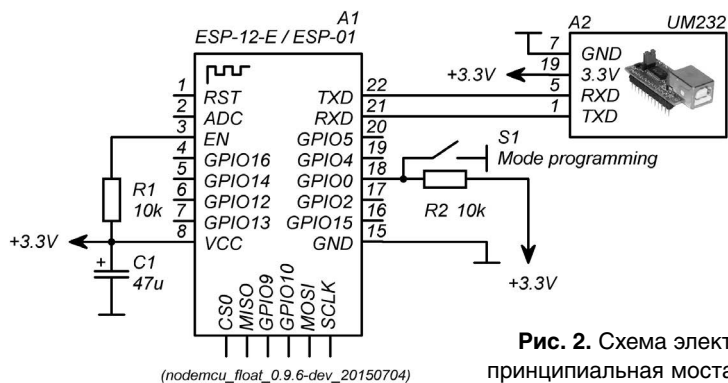 A1
ESP-12-E / ESP-01
A2 UM232
1 RST
2 ADC
3 EN
4 GPIO16
5 GPIO14
6 GPIO12
7 GPIO13
8 VCC
22 TXD
21 RXD
20 GPIO5
19 GPIO4
18 GPIO0
17 GPIO2
16 GPIO15
15 GND
CS0
MISO
GPIO9
GPIO10
MOSI
SCLK
(nodemcu_float_0.9.6-dev_20150704)
R1
10k
+3.3V
+ C1
47u
7 GND
19 3.3V
5 RXD
1 TXD
+3.3V
S1
Mode programming
R2 10k
+3.3V
Рис. 2. Схема элект
принципиальная моста